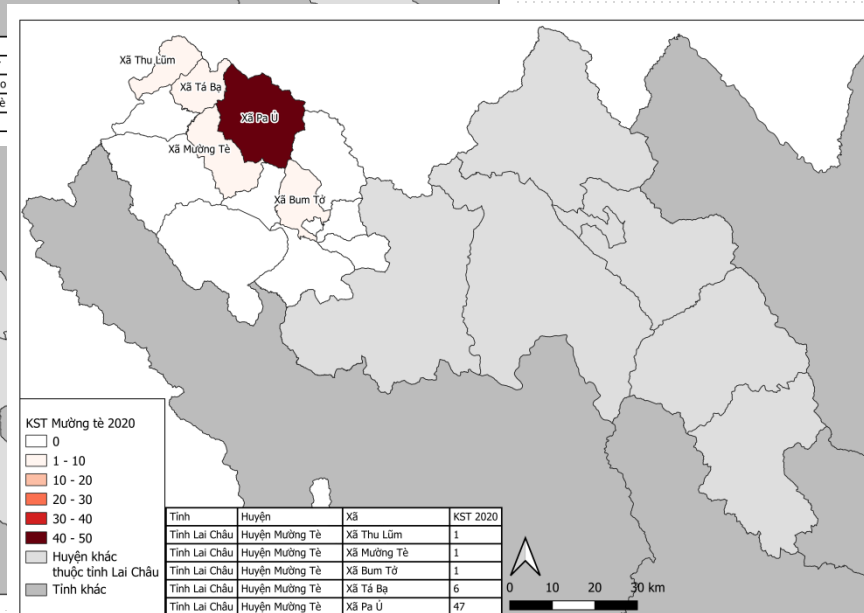 Xã Thu Lũm
Xã Tá Bạ
Xã Pa Ủ
Xã Mường Tè
Xã Bum Tở
KST Mường tè 2020
0
1 - 10
10 - 20
20 - 30
30 - 40
40 - 50
Huyện khác
thuộc tỉnh Lai Châu
Tỉnh khác
Tỉnh Huyện Xã KST 2020
Tỉnh Lai Châu Huyện Mường Tè Xã Thu Lũm 1
Tỉnh Lai Châu Huyện Mường Tè Xã Mường Tè 1
Tỉnh Lai Châu Huyện Mường Tè Xã Bum Tở 1
Tỉnh Lai Châu Huyện Mường Tè Xã Tá Bạ 6
Tỉnh Lai Châu Huyện Mường Tè Xã Pa Ủ 47
0 10 20 30 km